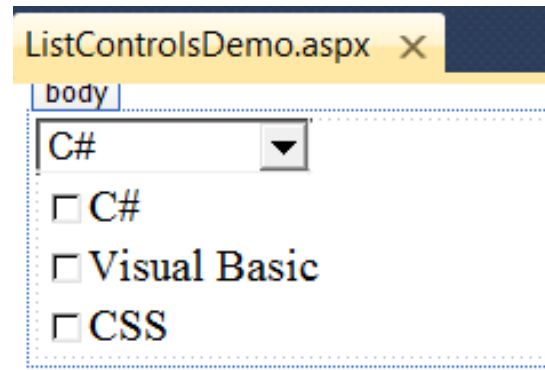 ListControlsDemo.aspx
body
C#
C#
Visual Basic
CSS